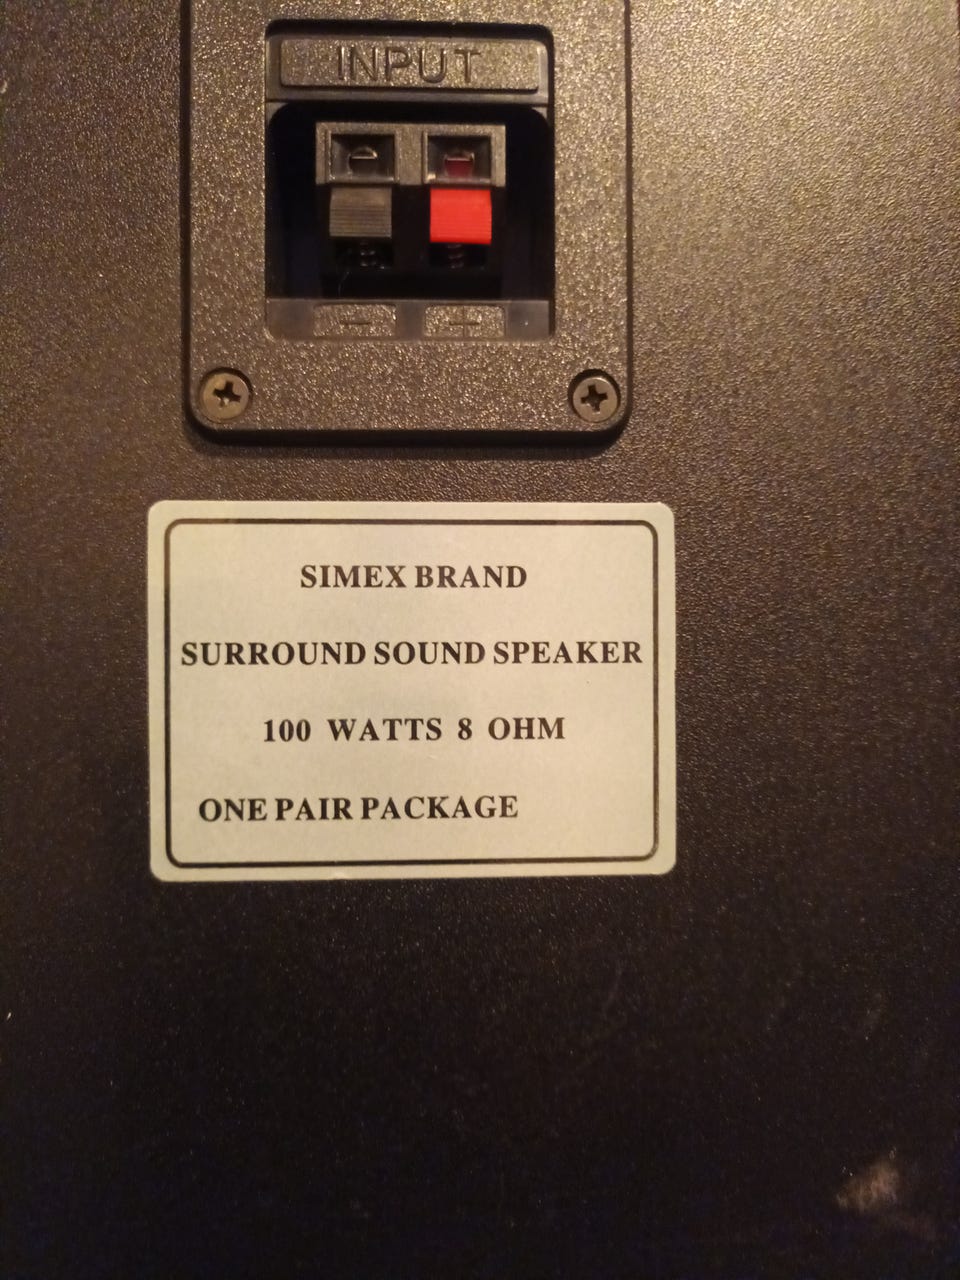 INPUT
- +
SIMEX BRAND
SURROUND SOUND SPEAKER
100 WATTS 8 OHM
ONE PAIR PACKAGE